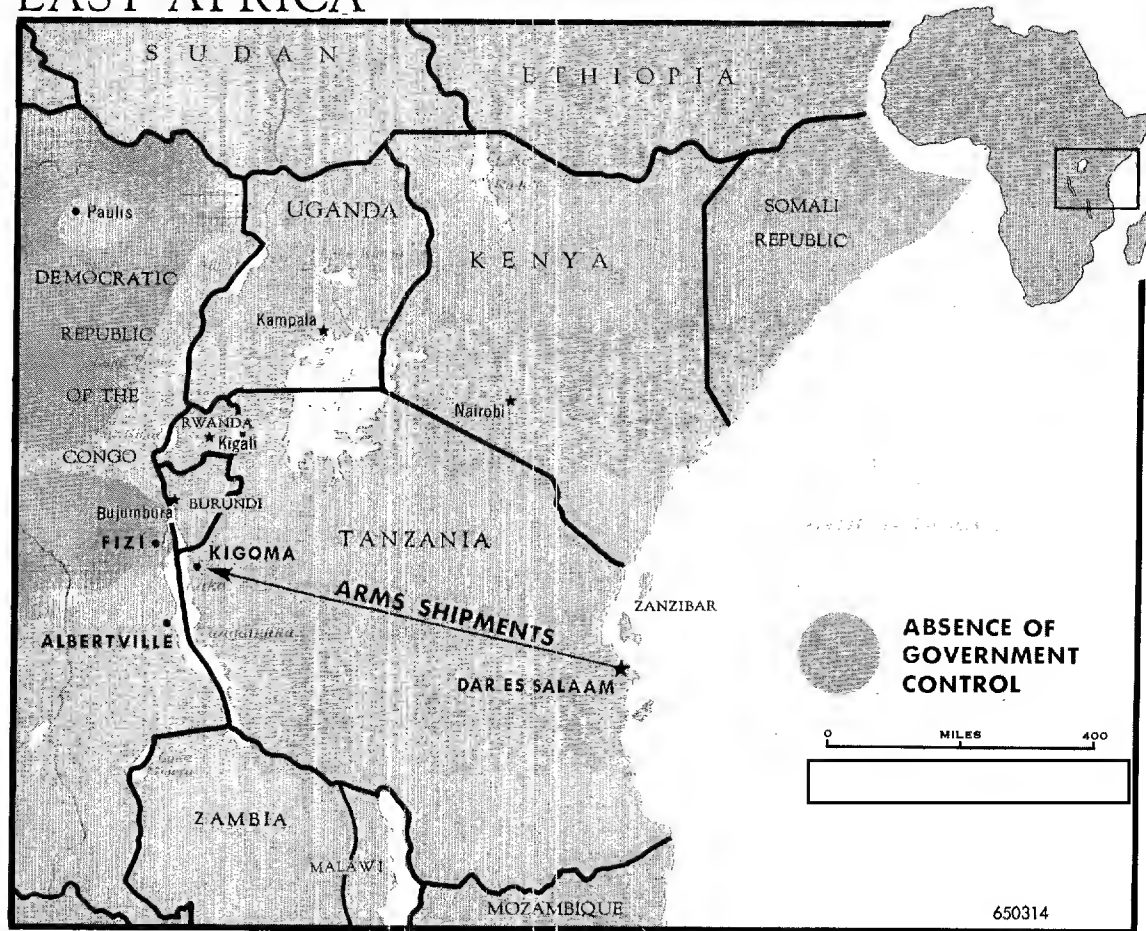 EAST AFRICA
SUDAN
ETHIOPIA
Paulis
UGANDA
SOMALI
REPUBLIC
KENYA
DEMOCRATIC
REPUBLIC
OF THE
CONGO
Kampala
Nairobi
RWANDA
Kigali
Bujumbura
BURUNDI
FIZI
TANZANIA
KIGOMA
ARMS SHIPMENTS
ZANZIBAR
ALBERTVILLE
DAR ES SALAAM
ABSENCE OF
GOVERNMENT
CONTROL
0 MILES 400
ZAMBIA
MALAWI
MOZAMBIQUE
650314